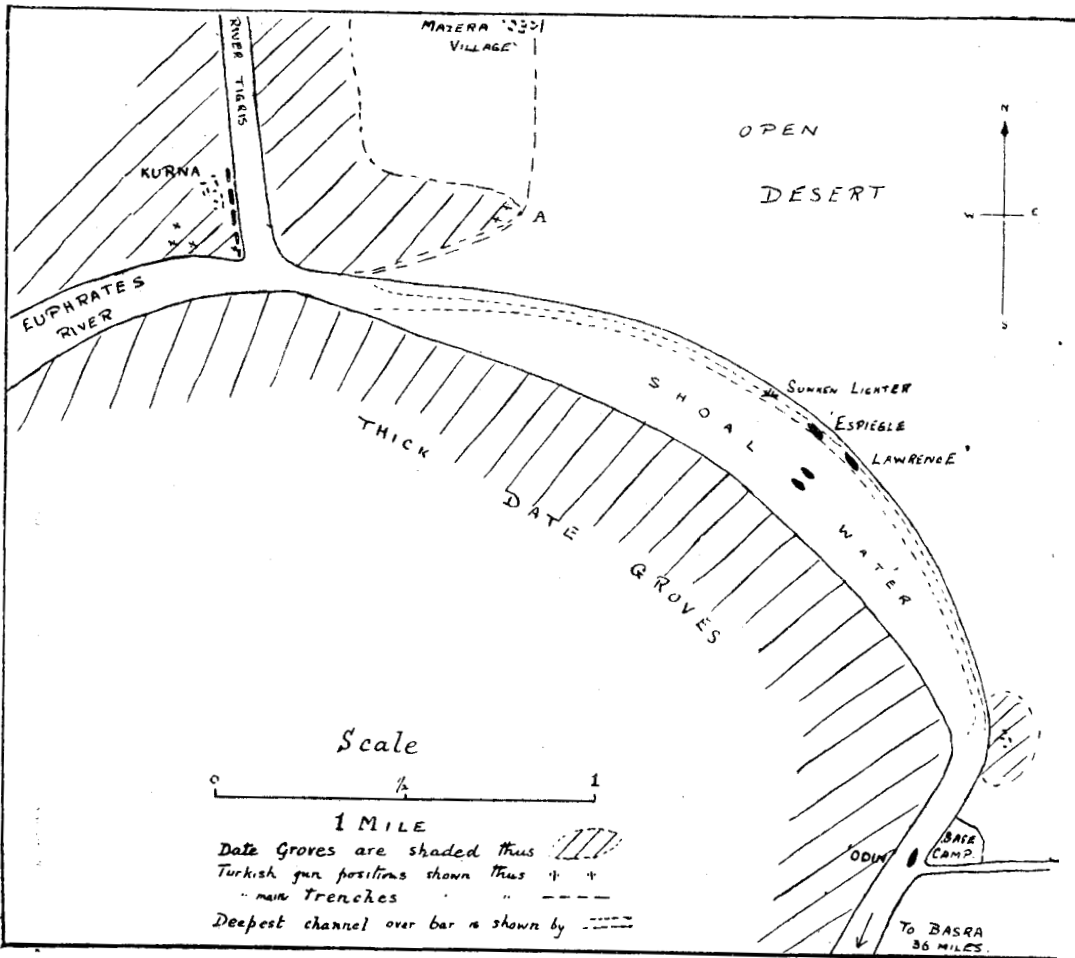 MAZERA
VILLAGE
RIVER TIGRIS
KURNA
OPEN
DESERT
N
W
E
S
A
EUPHRATES
RIVER
SUNKEN LIGHTER
'ESPIEGLE
LAWRENCE'
SHOAL WATER
THICK DATE GROVES
Scale
0 ½ 1
1 MILE
Date Groves are shaded thus
Turkish gun positions shown thus
" main Trenches " "
Deepest channel over bar is shown by
'ODIN'
BASE
CAMP.
TO BASRA
36 MILES.